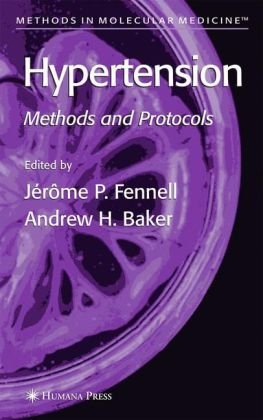 METHODS IN MOLECULAR MEDICINE™
Hypertension
Methods and Protocols
Edited by
Jérôme P. Fennell
Andrew H. Baker
HUMANA PRESS